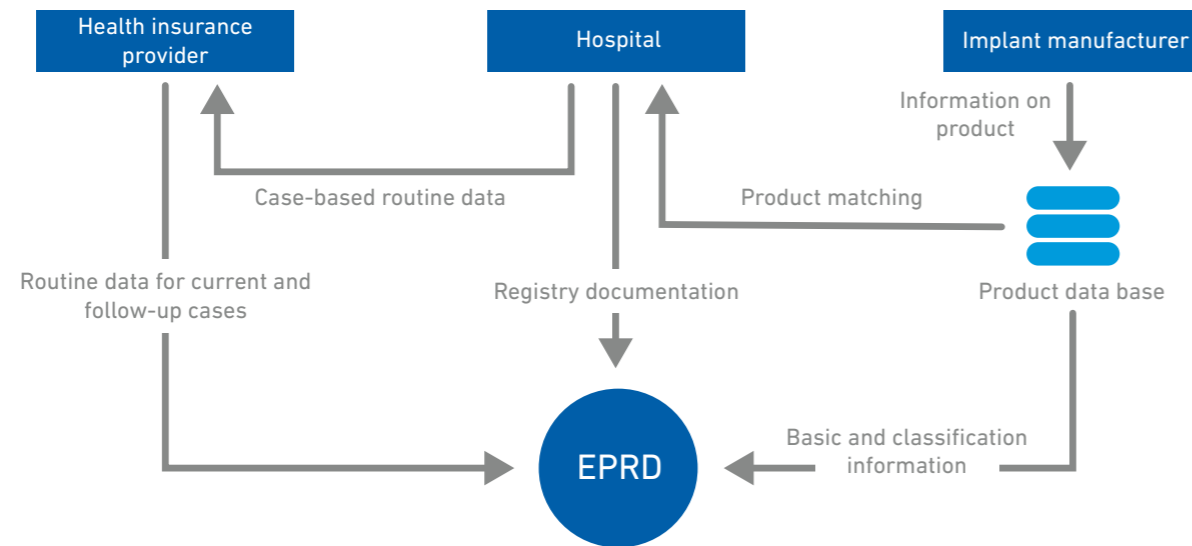 Health insurance
provider
Hospital
Implant manufacturer
Information on
product
Case-based routine data
Product matching
Routine data for current and
follow-up cases
Registry documentation
Product data base
Basic and classification
information
EPRD